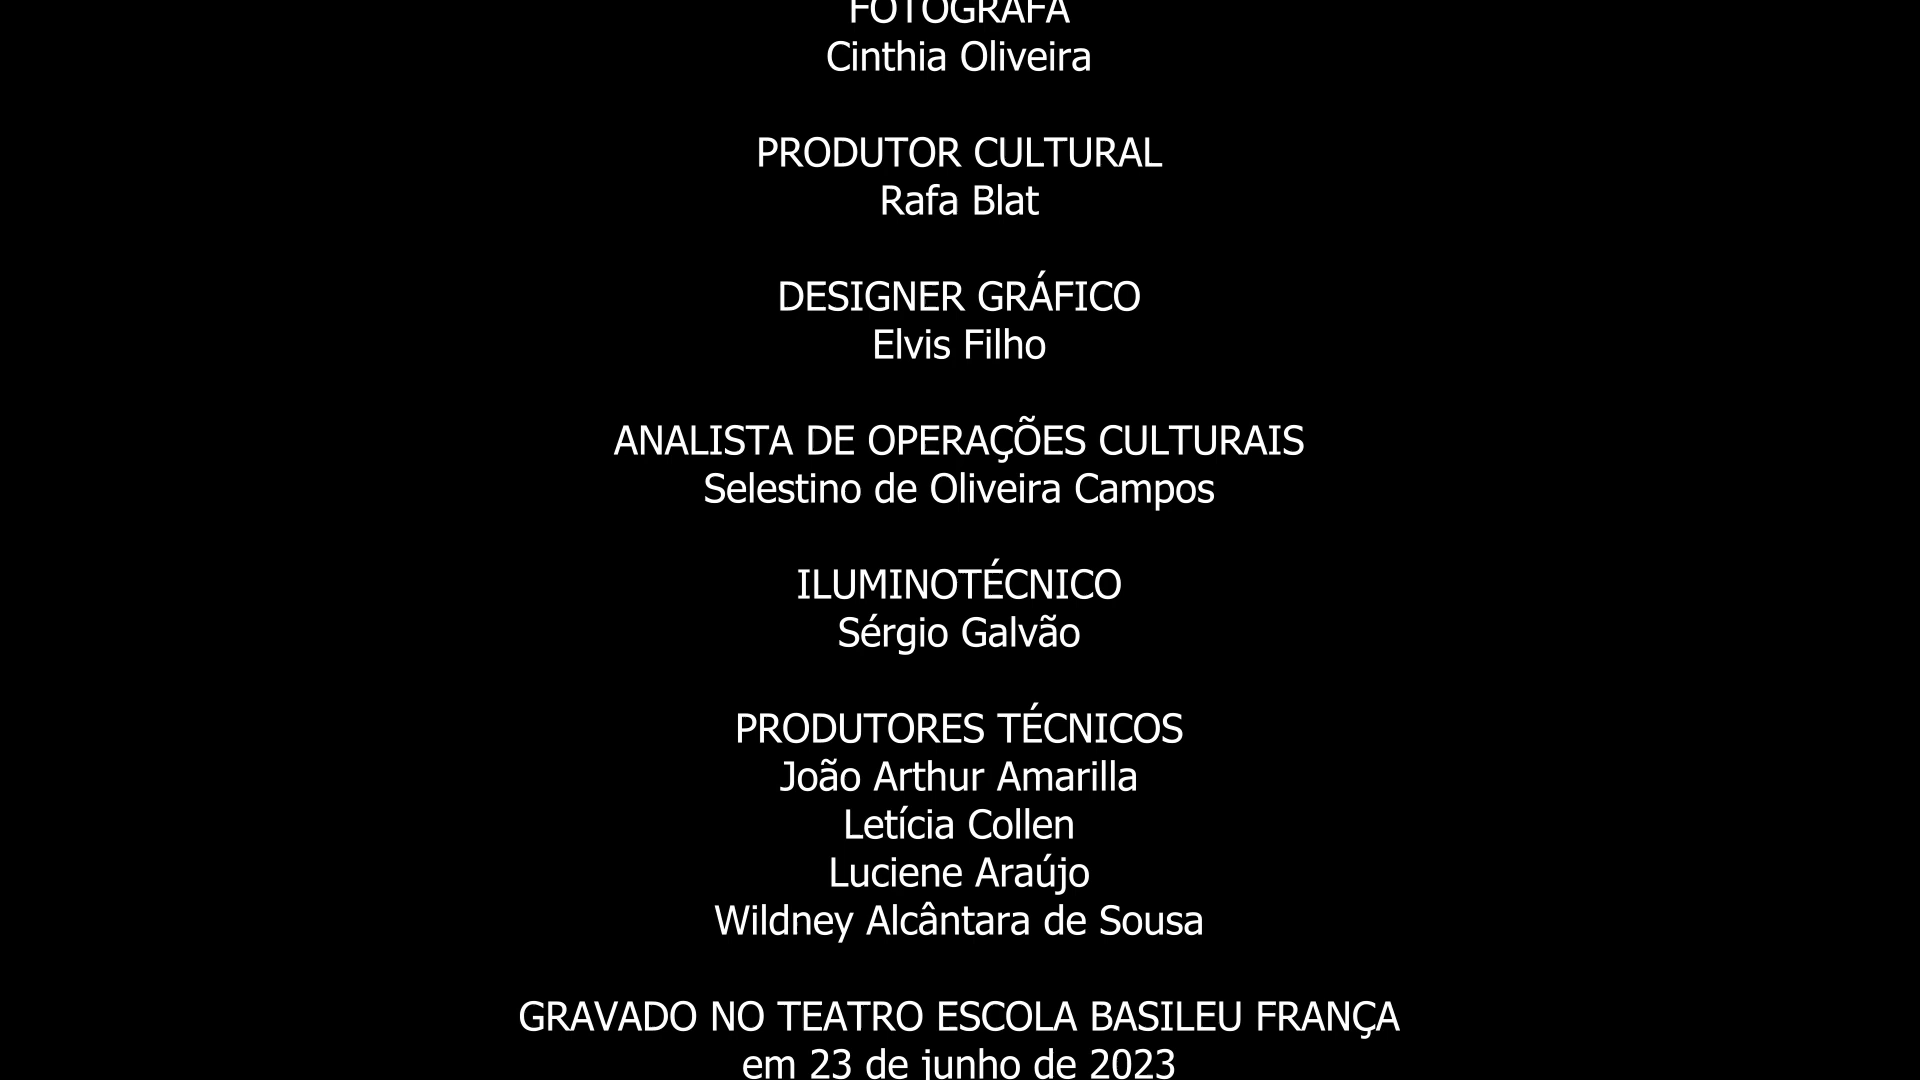 FOTÓGRAFA
Cinthia Oliveira
PRODUTOR CULTURAL
Rafa Blat
DESIGNER GRÁFICO
Elvis Filho
ANALISTA DE OPERAÇÕES CULTURAIS
Selestino de Oliveira Campos
ILUMINOTÉCNICO
Sérgio Galvão
PRODUTORES TÉCNICOS
João Arthur Amarilla
Letícia Collen
Luciene Araújo
Wildney Alcântara de Sousa
GRAVADO NO TEATRO ESCOLA BASILEU FRANÇA
em 23 de junho de 2023